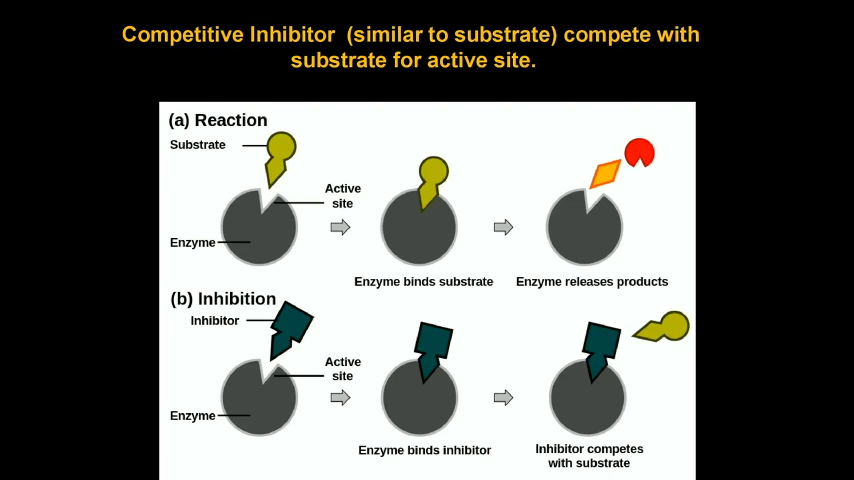 Competitive Inhibitor (similar to substrate) compete with
substrate for active site.
(a) Reaction
Substrate
Active
site
Enzyme
Enzyme binds substrate
Enzyme releases products
(b) Inhibition
Inhibitor
Active
site
Enzyme
Enzyme binds inhibitor
Inhibitor competes
with substrate